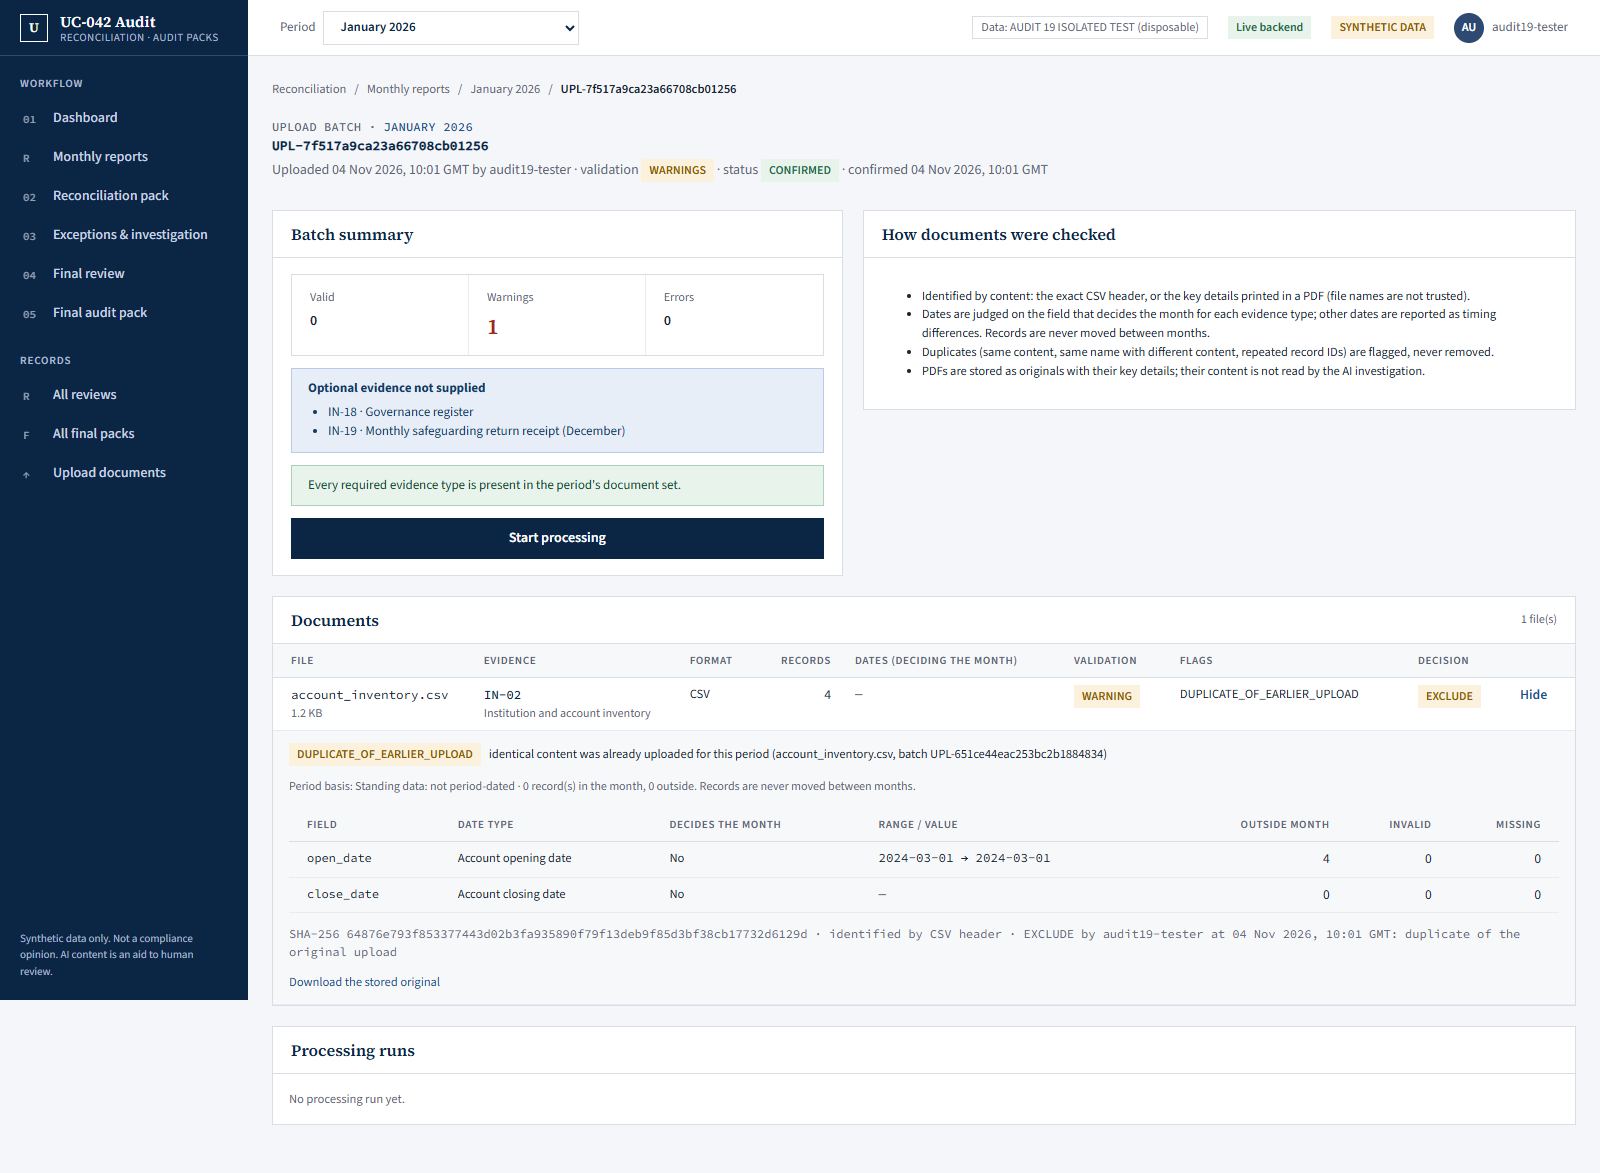 U
UC-042 Audit
RECONCILIATION · AUDIT PACKS
Period
January 2026
Data: AUDIT 19 ISOLATED TEST (disposable)
Live backend
SYNTHETIC DATA
AU
audit19-tester
WORKFLOW
01 Dashboard
R Monthly reports
02 Reconciliation pack
03 Exceptions & investigation
04 Final review
05 Final audit pack
RECORDS
R All reviews
F All final packs
↑ Upload documents
Synthetic data only. Not a compliance
opinion. AI content is an aid to human
review.
Reconciliation / Monthly reports / January 2026 / UPL-7f517a9ca23a66708cb01256
UPLOAD BATCH · JANUARY 2026
UPL-7f517a9ca23a66708cb01256
Uploaded 04 Nov 2026, 10:01 GMT by audit19-tester · validation WARNINGS · status CONFIRMED · confirmed 04 Nov 2026, 10:01 GMT
Batch summary
Valid Warnings Errors
0 1 0
Optional evidence not supplied
• IN-18 · Governance register
• IN-19 · Monthly safeguarding return receipt (December)
Every required evidence type is present in the period's document set.
Start processing
How documents were checked
• Identified by content: the exact CSV header, or the key details printed in a PDF (file names are not trusted).
• Dates are judged on the field that decides the month for each evidence type; other dates are reported as timing
differences. Records are never moved between months.
• Duplicates (same content, same name with different content, repeated record IDs) are flagged, never removed.
• PDFs are stored as originals with their key details; their content is not read by the AI investigation.
Documents 1 file(s)
FILE EVIDENCE FORMAT RECORDS DATES (DECIDING THE MONTH) VALIDATION FLAGS DECISION
account_inventory.csv IN-02 CSV 4 — WARNING DUPLICATE_OF_EARLIER_UPLOAD EXCLUDE Hide
1.2 KB Institution and account inventory
DUPLICATE_OF_EARLIER_UPLOAD identical content was already uploaded for this period (account_inventory.csv, batch UPL-651ce44eac253bc2b1884834)
Period basis: Standing data: not period-dated · 0 record(s) in the month, 0 outside. Records are never moved between months.
FIELD DATE TYPE DECIDES THE MONTH RANGE / VALUE OUTSIDE MONTH INVALID MISSING
open_date Account opening date No 2024-03-01 → 2024-03-01 4 0 0
close_date Account closing date No — 0 0 0
SHA-256 64876e793f853377443d02b3fa935890f79f13deb9f85d3bf38cb17732d6129d · identified by CSV header · EXCLUDE by audit19-tester at 04 Nov 2026, 10:01 GMT: duplicate of the
original upload
Download the stored original
Processing runs
No processing run yet.